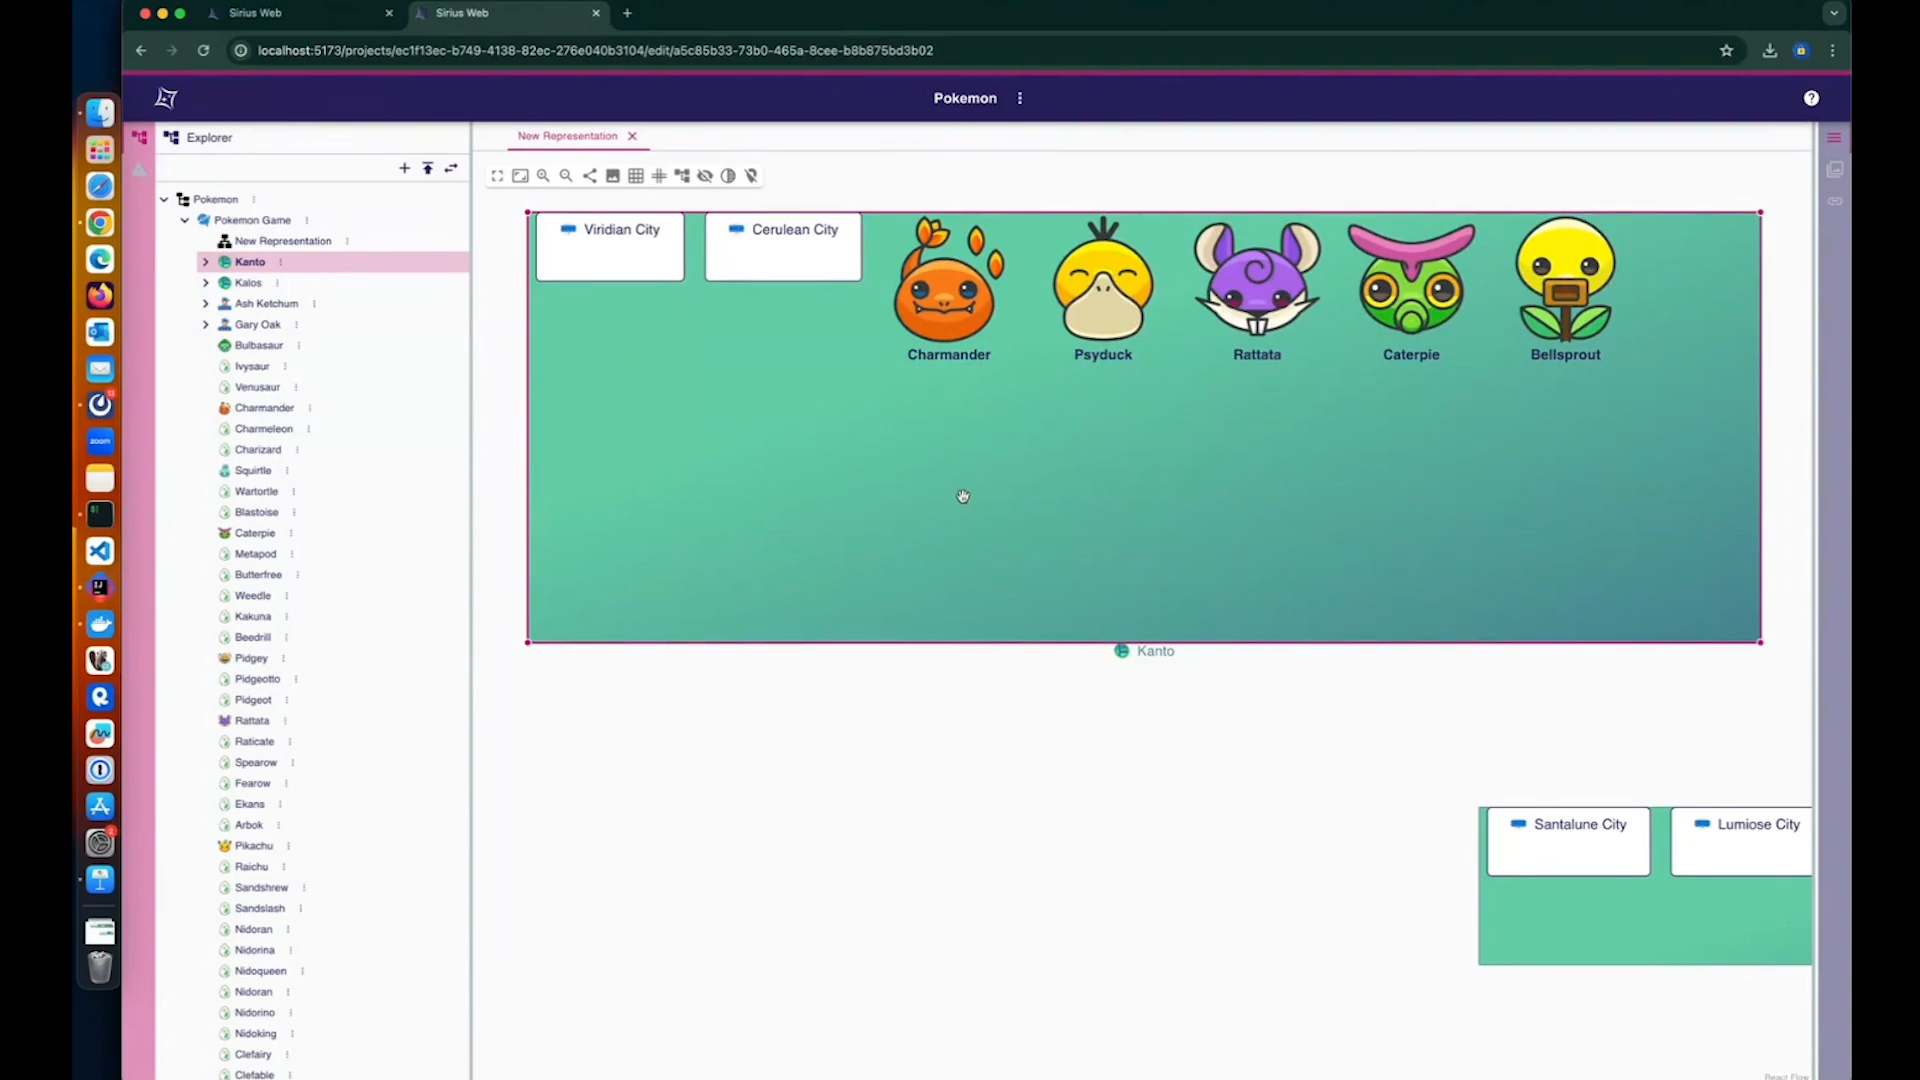 Sirius Web
Sirius Web
localhost:5173/projects/ec1f13ec-b749-4138-82ec-276e040b3104/edit/a5c85b33-73b0-465a-8cee-b8b875bd3b02
Pokemon
Explorer
New Representation
Pokemon
Pokemon Game
New Representation
Kanto
Kalos
Ash Ketchum
Gary Oak
Bulbasaur
Ivysaur
Venusaur
Charmander
Charmeleon
Charizard
Squirtle
Wartortle
Blastoise
Caterpie
Metapod
Butterfree
Weedle
Kakuna
Beedrill
Pidgey
Pidgeotto
Pidgeot
Rattata
Raticate
Spearow
Fearow
Ekans
Arbok
Pikachu
Raichu
Sandshrew
Sandslash
Nidoran
Nidorina
Nidoqueen
Nidoran
Nidorino
Nidoking
Clefairy
Clefable
Viridian City
Cerulean City
Charmander
Psyduck
Rattata
Caterpie
Bellsprout
Kanto
Santalune City
Lumiose City
React Flow
zoom